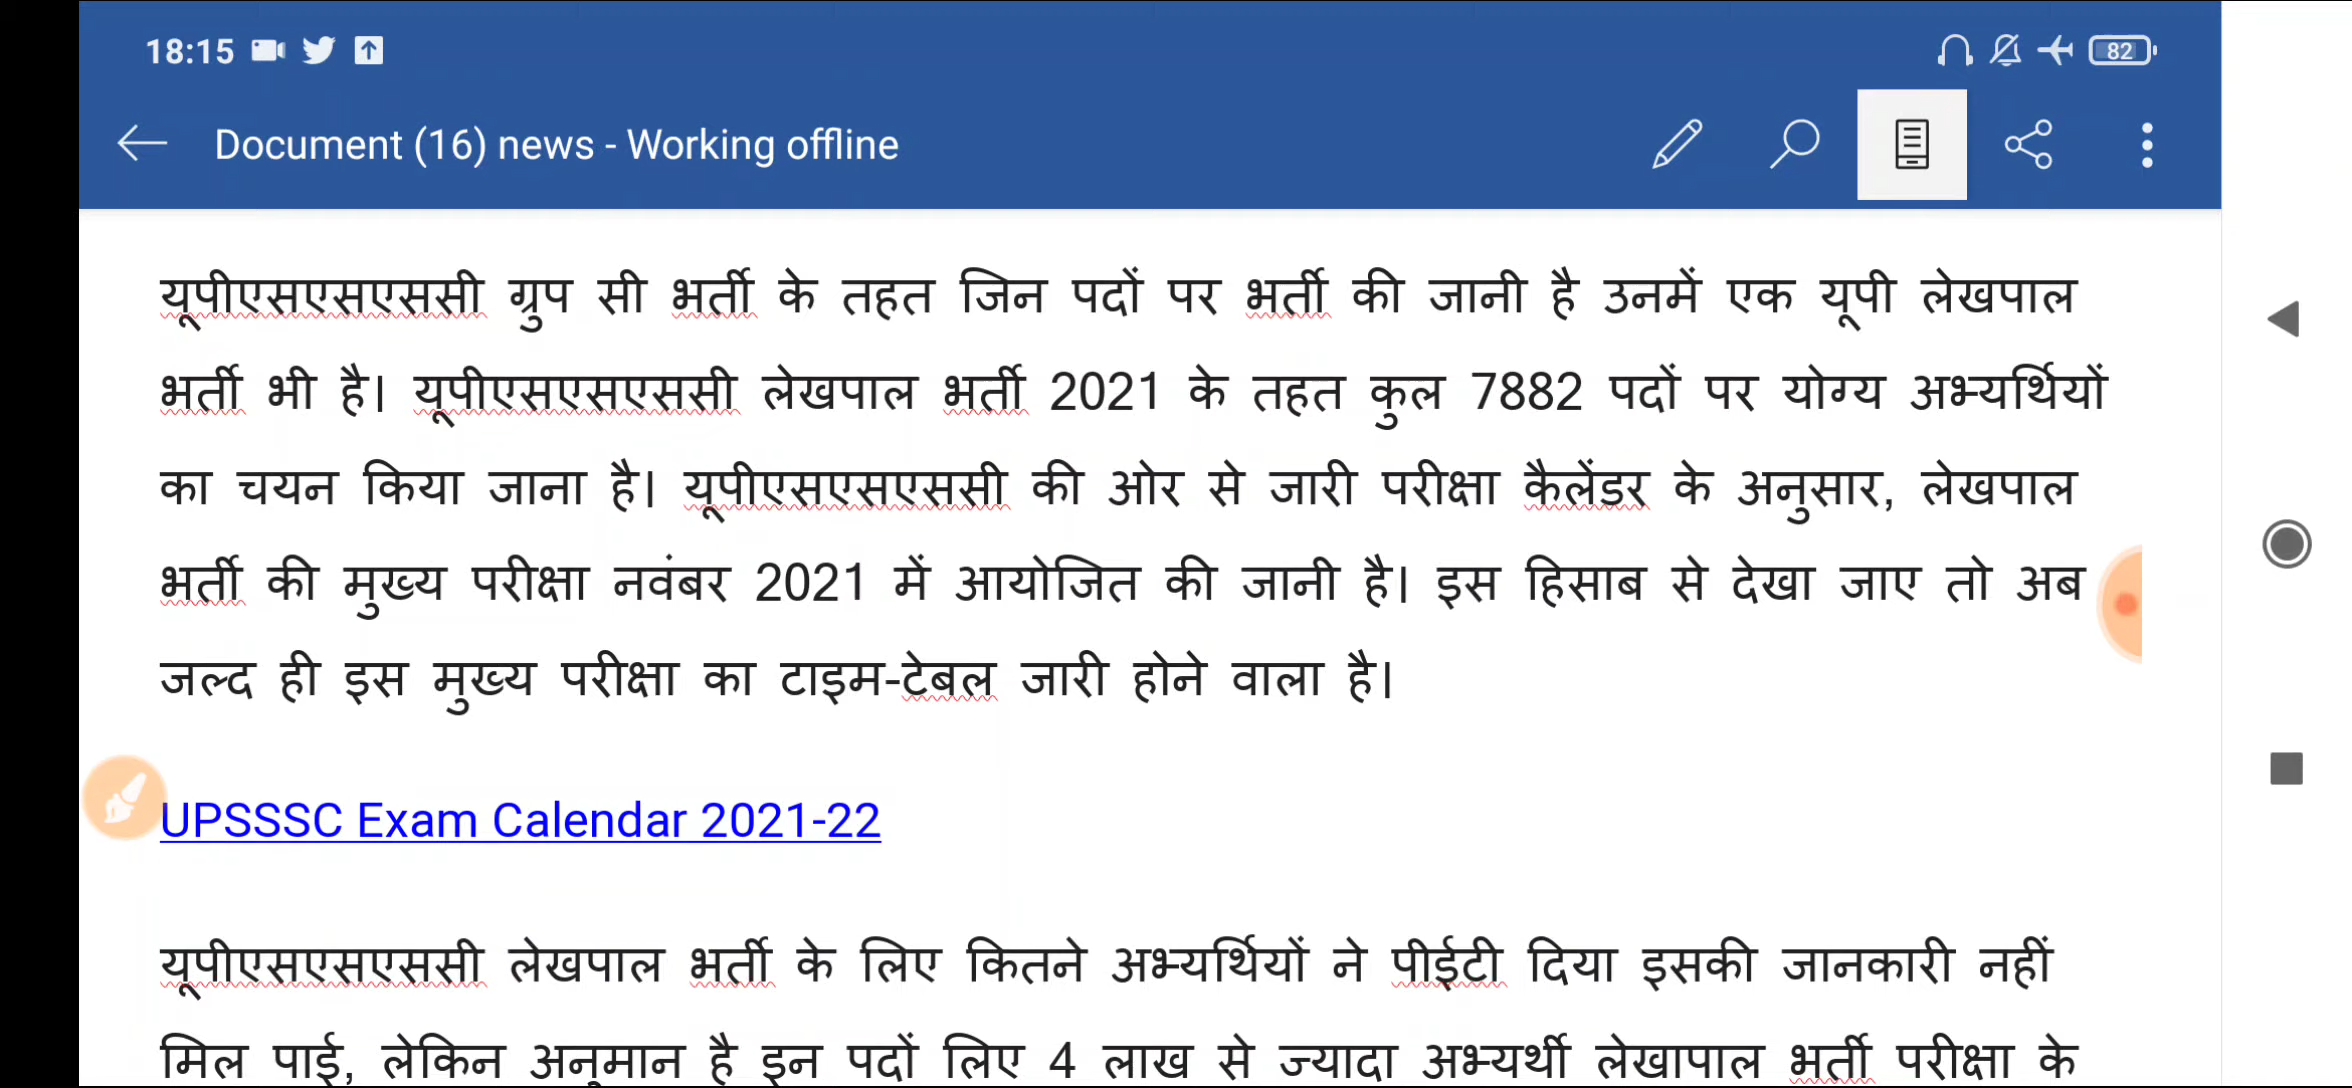 18:15
82
Document (16) news - Working offline
यूपीएसएसएससी ग्रुप सी भर्ती के तहत जिन पदों पर भर्ती की जानी है उनमें एक यूपी लेखपाल
भर्ती भी है। यूपीएसएसएससी लेखपाल भर्ती 2021 के तहत कुल 7882 पदों पर योग्य अभ्यर्थियों
का चयन किया जाना है। यूपीएसएसएससी की ओर से जारी परीक्षा कैलेंडर के अनुसार, लेखपाल
भर्ती की मुख्य परीक्षा नवंबर 2021 में आयोजित की जानी है। इस हिसाब से देखा जाए तो अब
जल्द ही इस मुख्य परीक्षा का टाइम-टेबल जारी होने वाला है।
UPSSSC Exam Calendar 2021-22
यूपीएसएसएससी लेखपाल भर्ती के लिए कितने अभ्यर्थियों ने पीईटी दिया इसकी जानकारी नहीं
मिल पाई, लेकिन अनुमान है इन पदों लिए 4 लाख से ज्यादा अभ्यर्थी लेखापाल भर्ती परीक्षा के